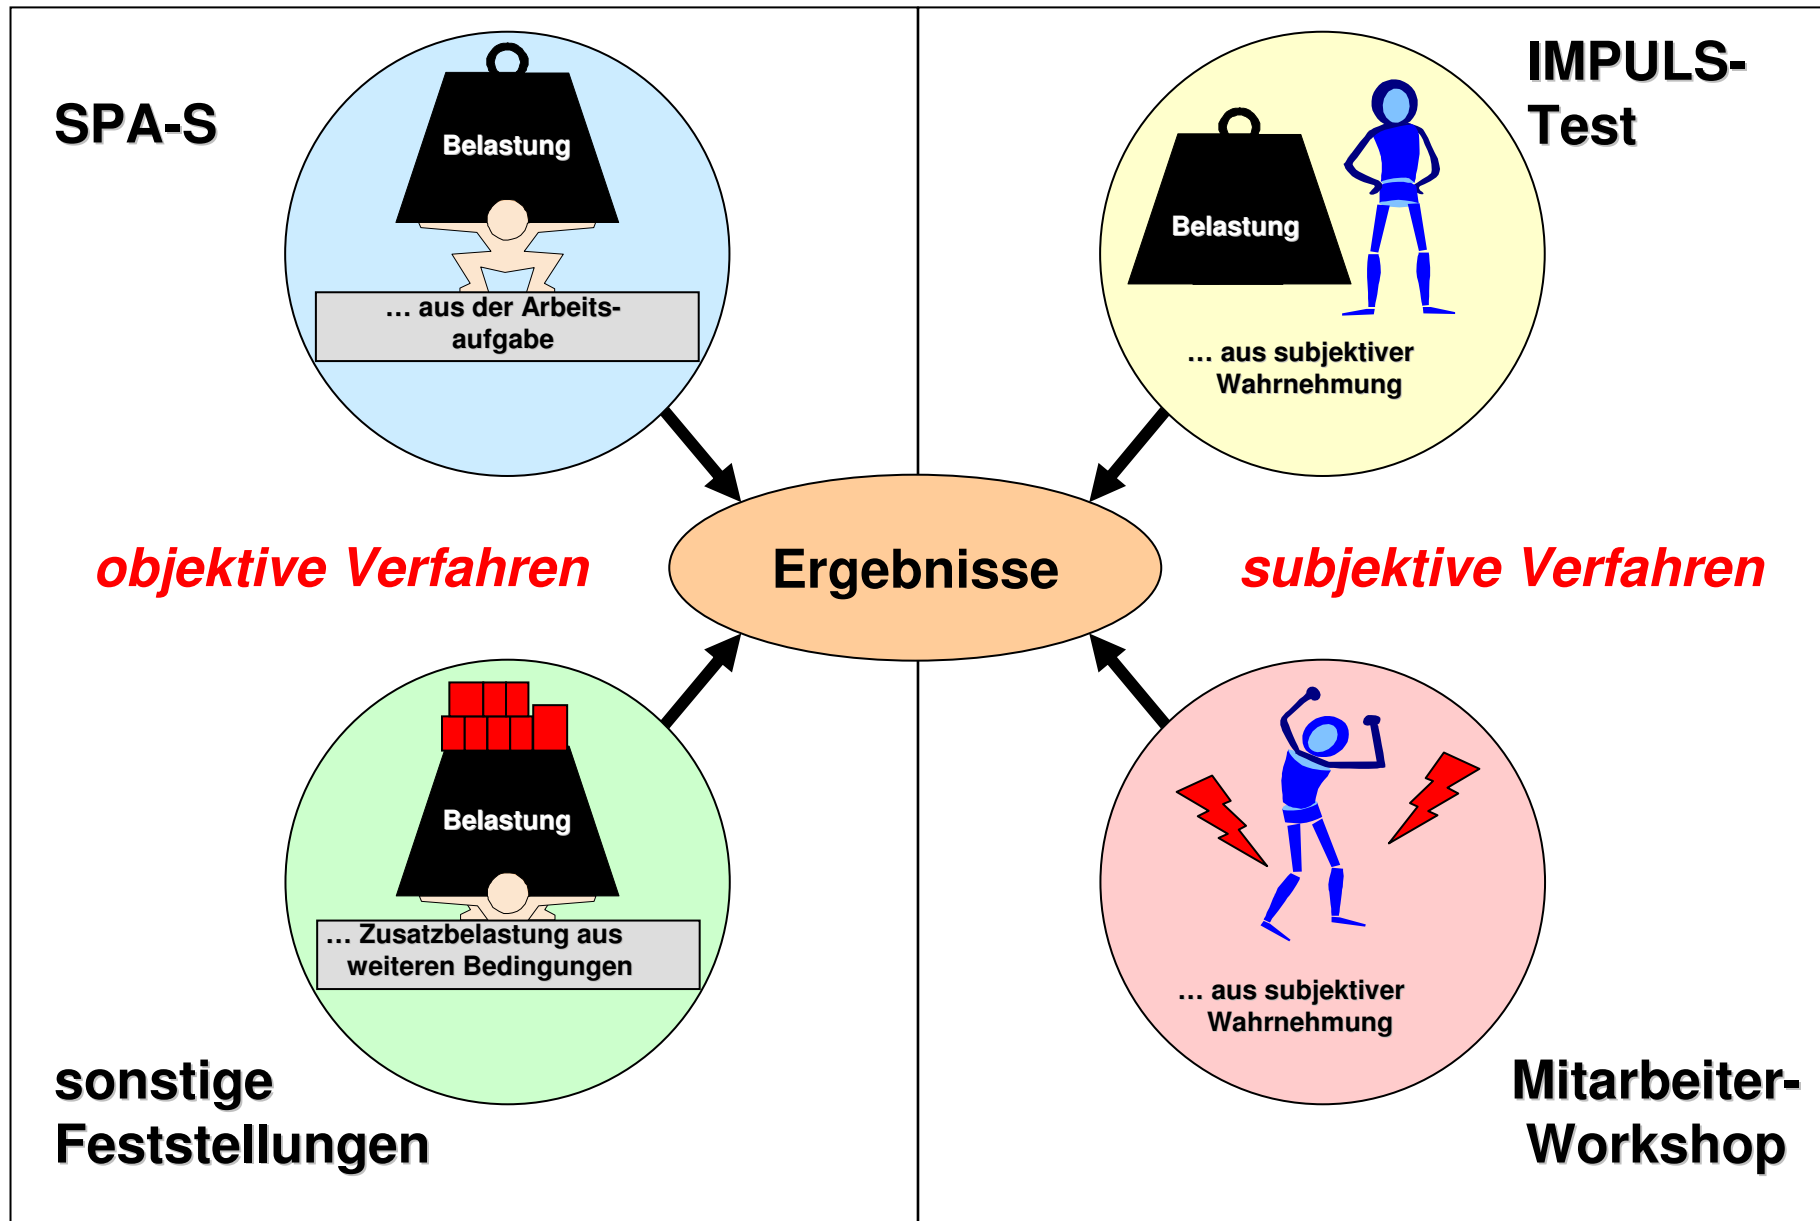 SPA-S
Belastung
... aus der Arbeits-
aufgabe
IMPULS-
Test
Belastung
... aus subjektiver
Wahrnehmung
objektive Verfahren
Ergebnisse
subjektive Verfahren
Belastung
... Zusatzbelastung aus
weiteren Bedingungen
sonstige
Feststellungen
... aus subjektiver
Wahrnehmung
Mitarbeiter-
Workshop